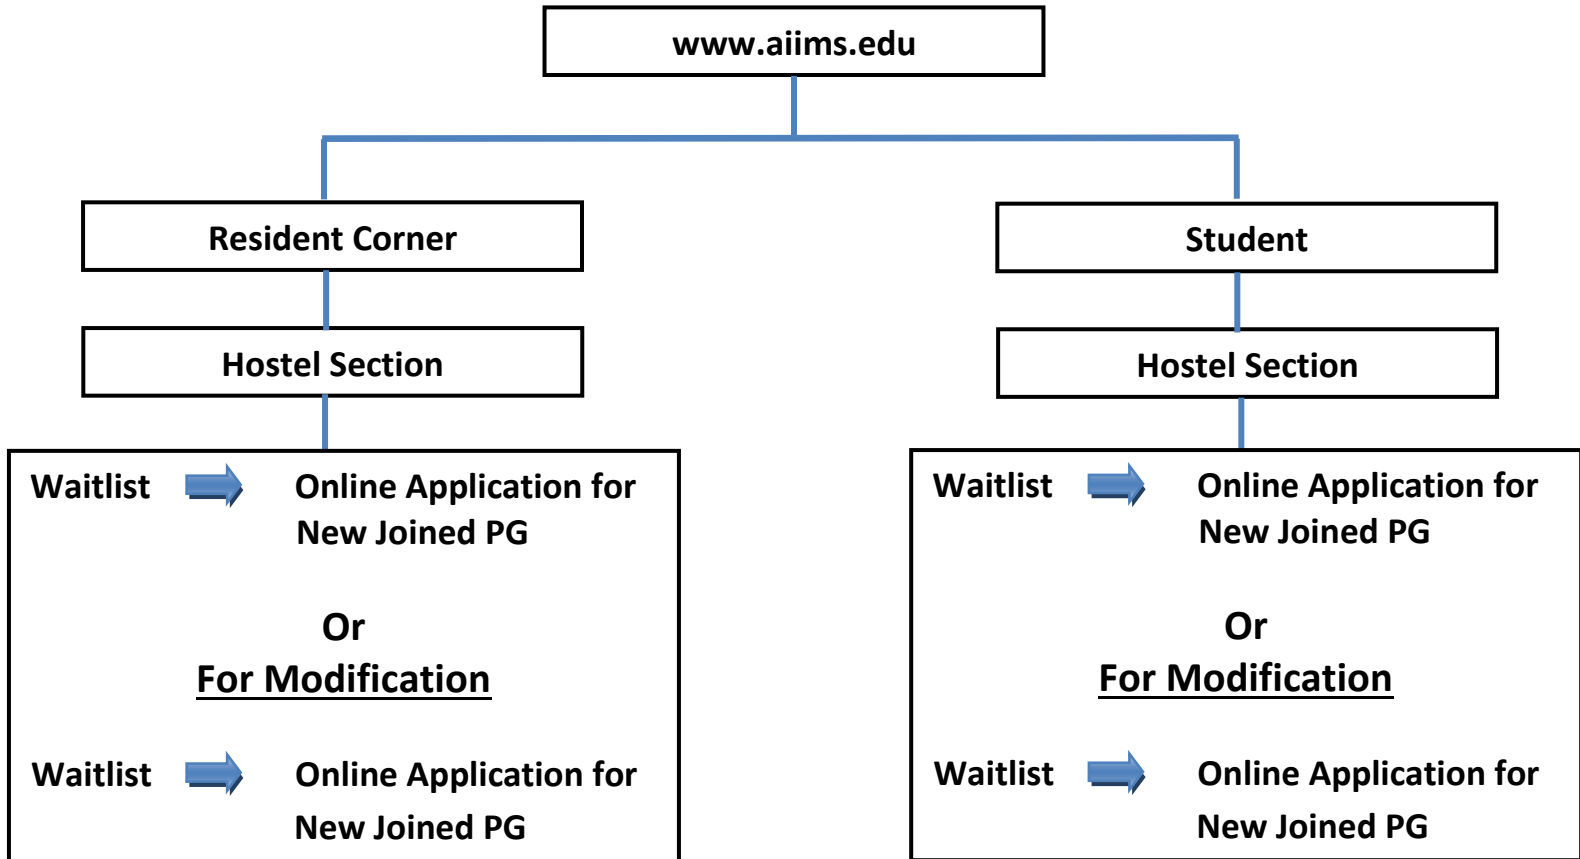 www.aiims.edu
Resident Corner
Student
Hostel Section
Hostel Section
Waitlist Online Application for
New Joined PG
Or
For Modification
Waitlist Online Application for
New Joined PG
Waitlist Online Application for
New Joined PG
Or
For Modification
Waitlist Online Application for
New Joined PG